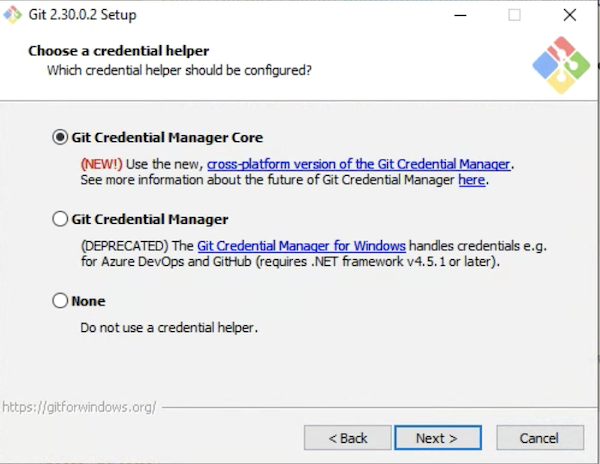 Git 2.30.0.2 Setup
Choose a credential helper
Which credential helper should be configured?
Git Credential Manager Core
(NEW!) Use the new, cross-platform version of the Git Credential Manager.
See more information about the future of Git Credential Manager here.
Git Credential Manager
(DEPRECATED) The Git Credential Manager for Windows handles credentials e.g.
for Azure DevOps and GitHub (requires .NET framework v4.5.1 or later).
None
Do not use a credential helper.
https://gitforwindows.org/
< Back
Next >
Cancel